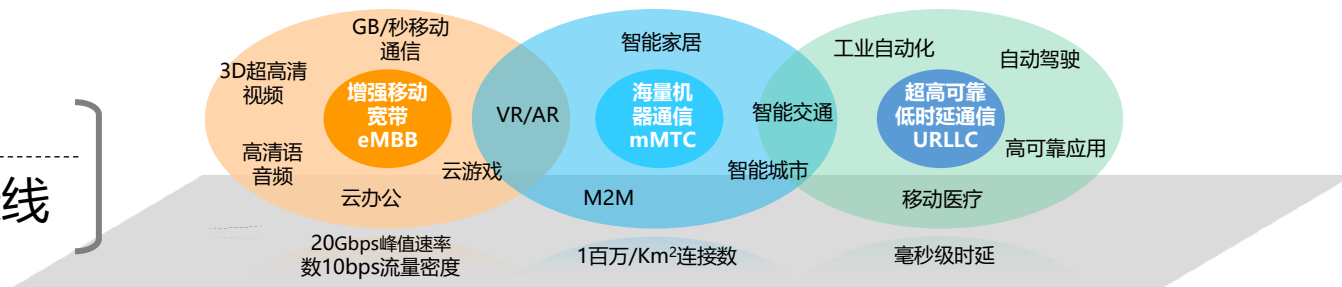 线
GB/秒移动
通信
3D超高清
视频
增强移动
宽带
eMBB
高清语
音频
云办公
云游戏
VR/AR
智能家居
海量机
器通信
mMTC
M2M
智能交通
智能城市
工业自动化
自动驾驶
超高可靠
低时延通信
URLLC
高可靠应用
移动医疗
20Gbps峰值速率
数10bps流量密度
1百万/Km²连接数
毫秒级时延